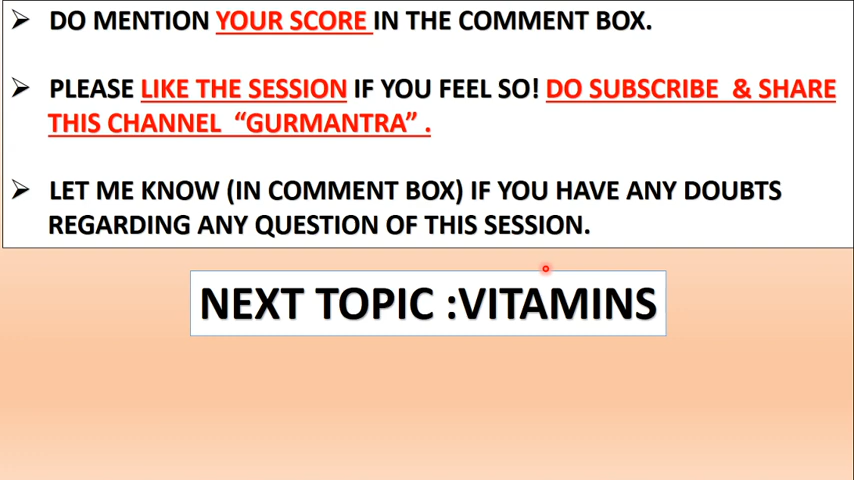 ➢ DO MENTION YOUR SCORE IN THE COMMENT BOX.
➢ PLEASE LIKE THE SESSION IF YOU FEEL SO! DO SUBSCRIBE & SHARE
THIS CHANNEL “GURMANTRA” .
➢ LET ME KNOW (IN COMMENT BOX) IF YOU HAVE ANY DOUBTS
REGARDING ANY QUESTION OF THIS SESSION.
NEXT TOPIC :VITAMINS